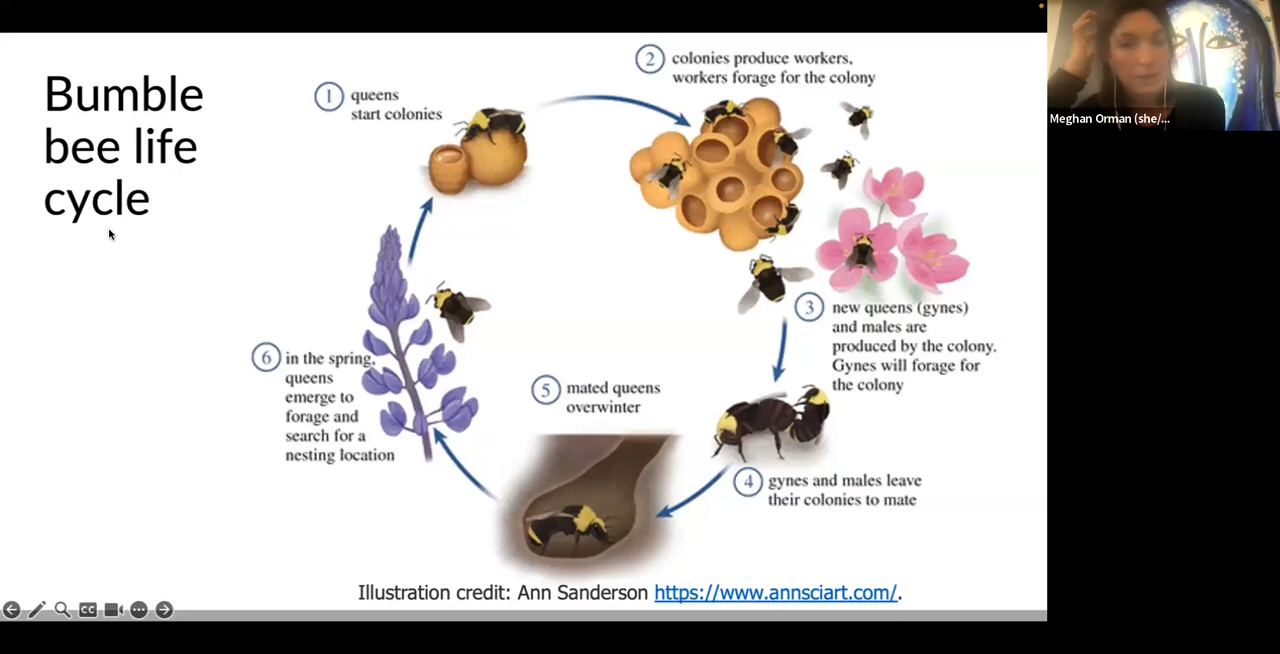 Bumble
bee life
cycle
1 queens
start colonies
2 colonies produce workers,
workers forage for the colony
3 new queens (gynes)
and males are
produced by the colony.
Gynes will forage for
the colony
4 gynes and males leave
their colonies to mate
5 mated queens
overwinter
6 in the spring,
queens
emerge to
forage and
search for a
nesting location
Illustration credit: Ann Sanderson https://www.annsciart.com/.
CC
Meghan Orman (she/...